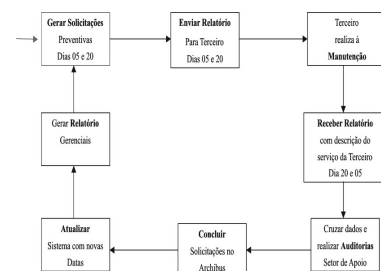 Gerar Solicitações
Preventivas
Dias 05 e 20
Enviar Relatório
Para Terceiro
Dias 05 e 20
Terceiro
realiza à
Manutenção
Receber Relatório
com descrição do
serviço da Terceiro
Dia 20 e 05
Cruzar dados e
realizar Auditorias
Setor de Apoio
Concluir
Solicitações no
Archibus
Atualizar
Sistema com novas
Datas
Gerar Relatório
Gerenciais